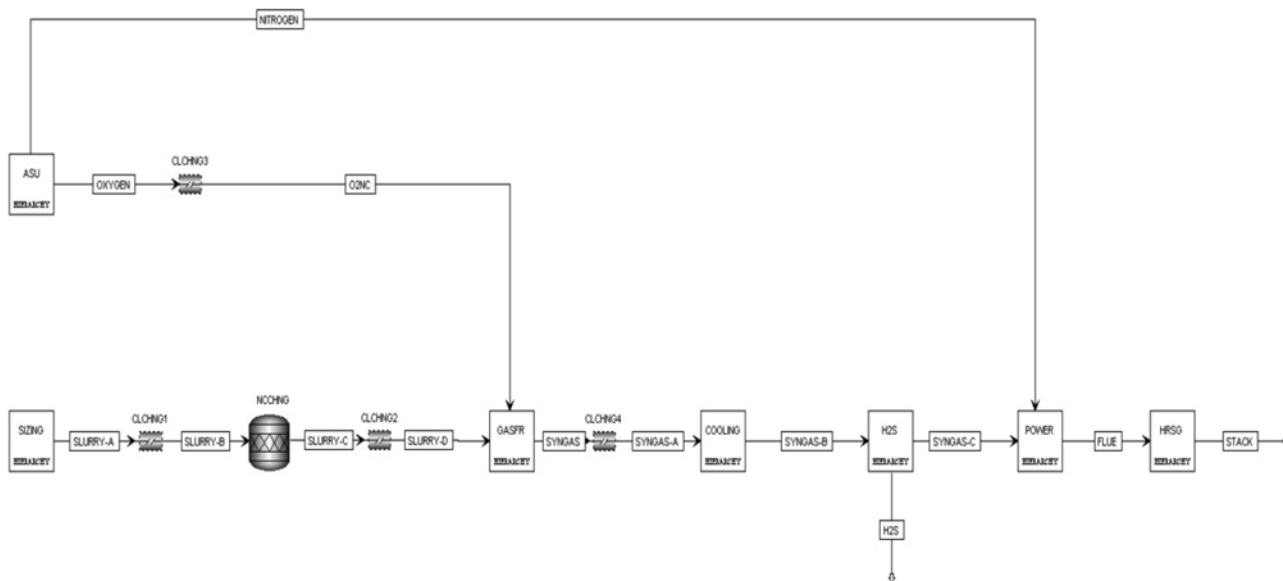 NITROGEN
ASU
HIERARCHY
OXYGEN
CLCHNG3
O2NC
SIZING
HIERARCHY
SLURRY-A
CLCHNG1
SLURRY-B
NCCHNG
SLURRY-C
CLCHNG2
SLURRY-D
GASFR
HIERARCHY
SYNGAS
CLCHNG4
SYNGAS-A
COOLING
HIERARCHY
SYNGAS-B
H2S
HIERARCHY
SYNGAS-C
POWER
HIERARCHY
FLUE
HRSG
HIERARCHY
STACK
H2S